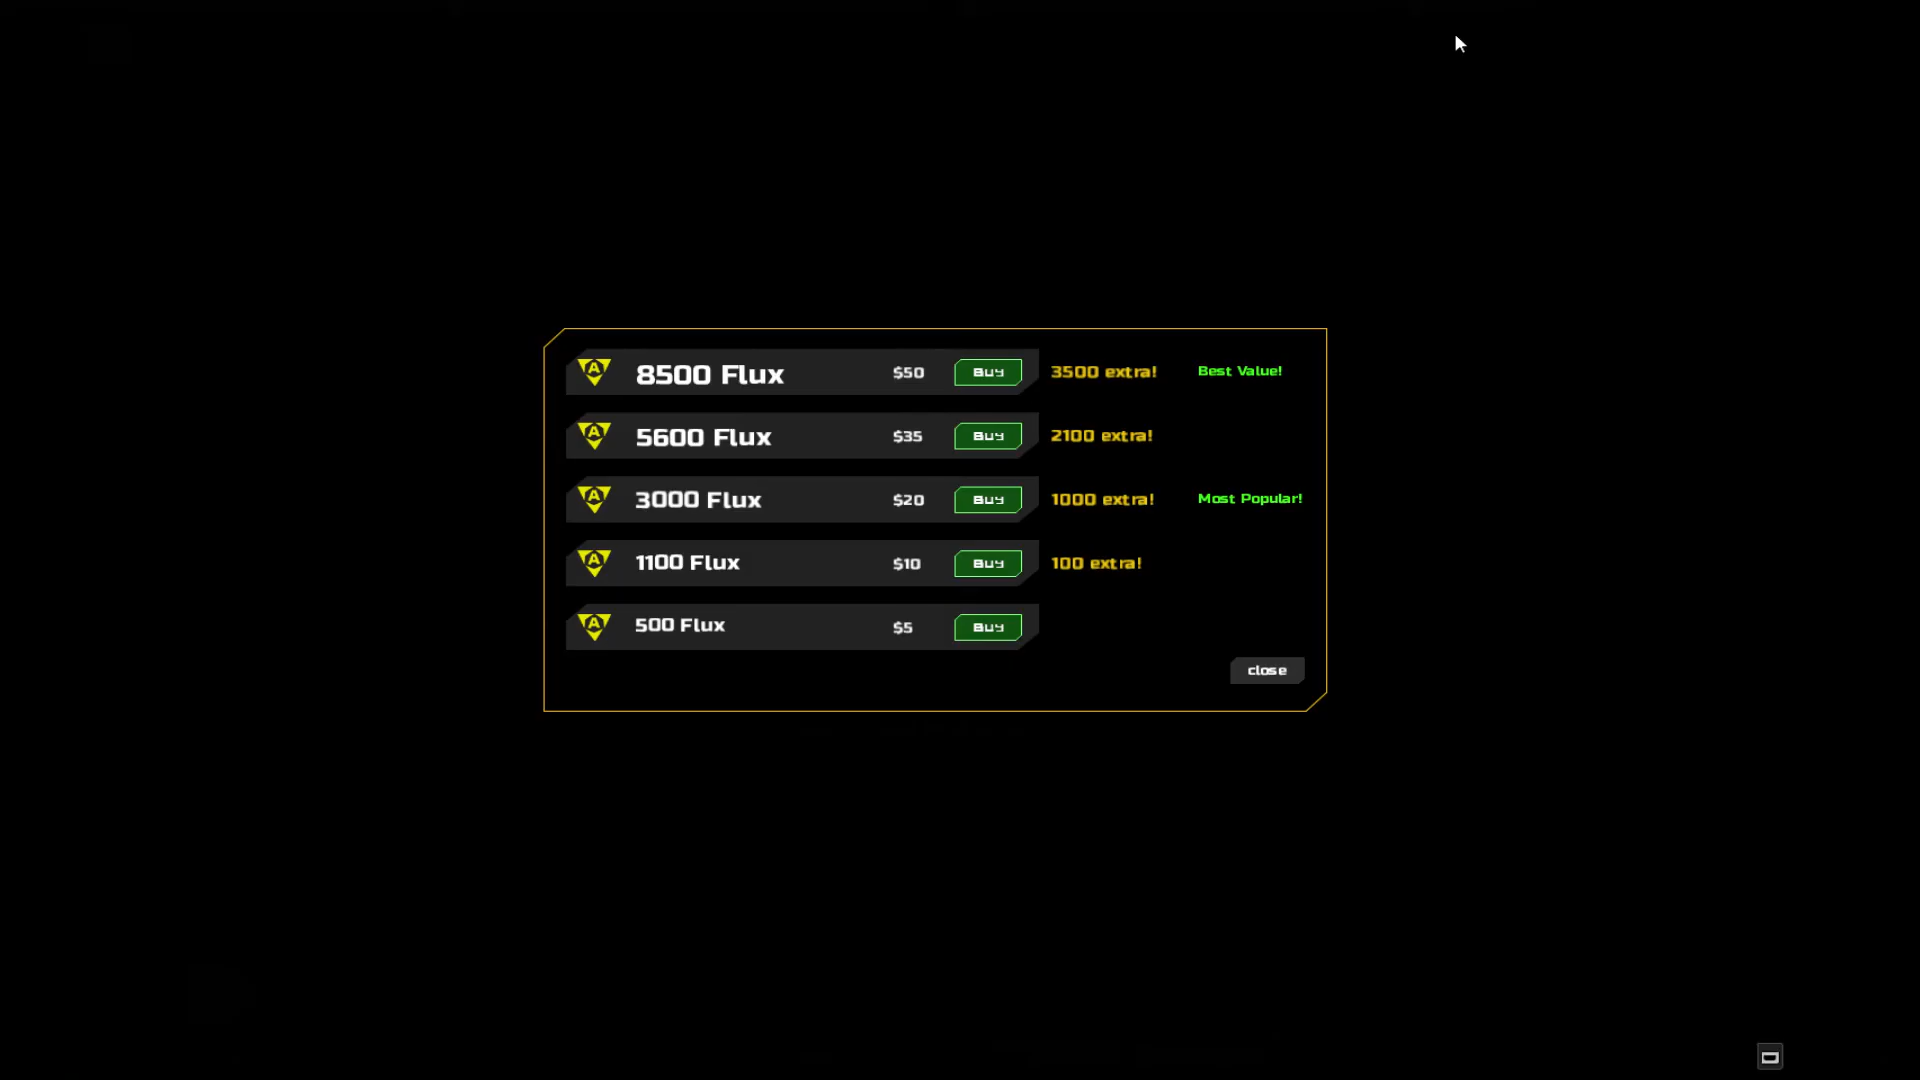 8500 Flux $50 Buy 3500 extra! Best Value!
5600 Flux $35 Buy 2100 extra!
3000 Flux $20 Buy 1000 extra! Most Popular!
1100 Flux $10 Buy 100 extra!
500 Flux $5 Buy
close